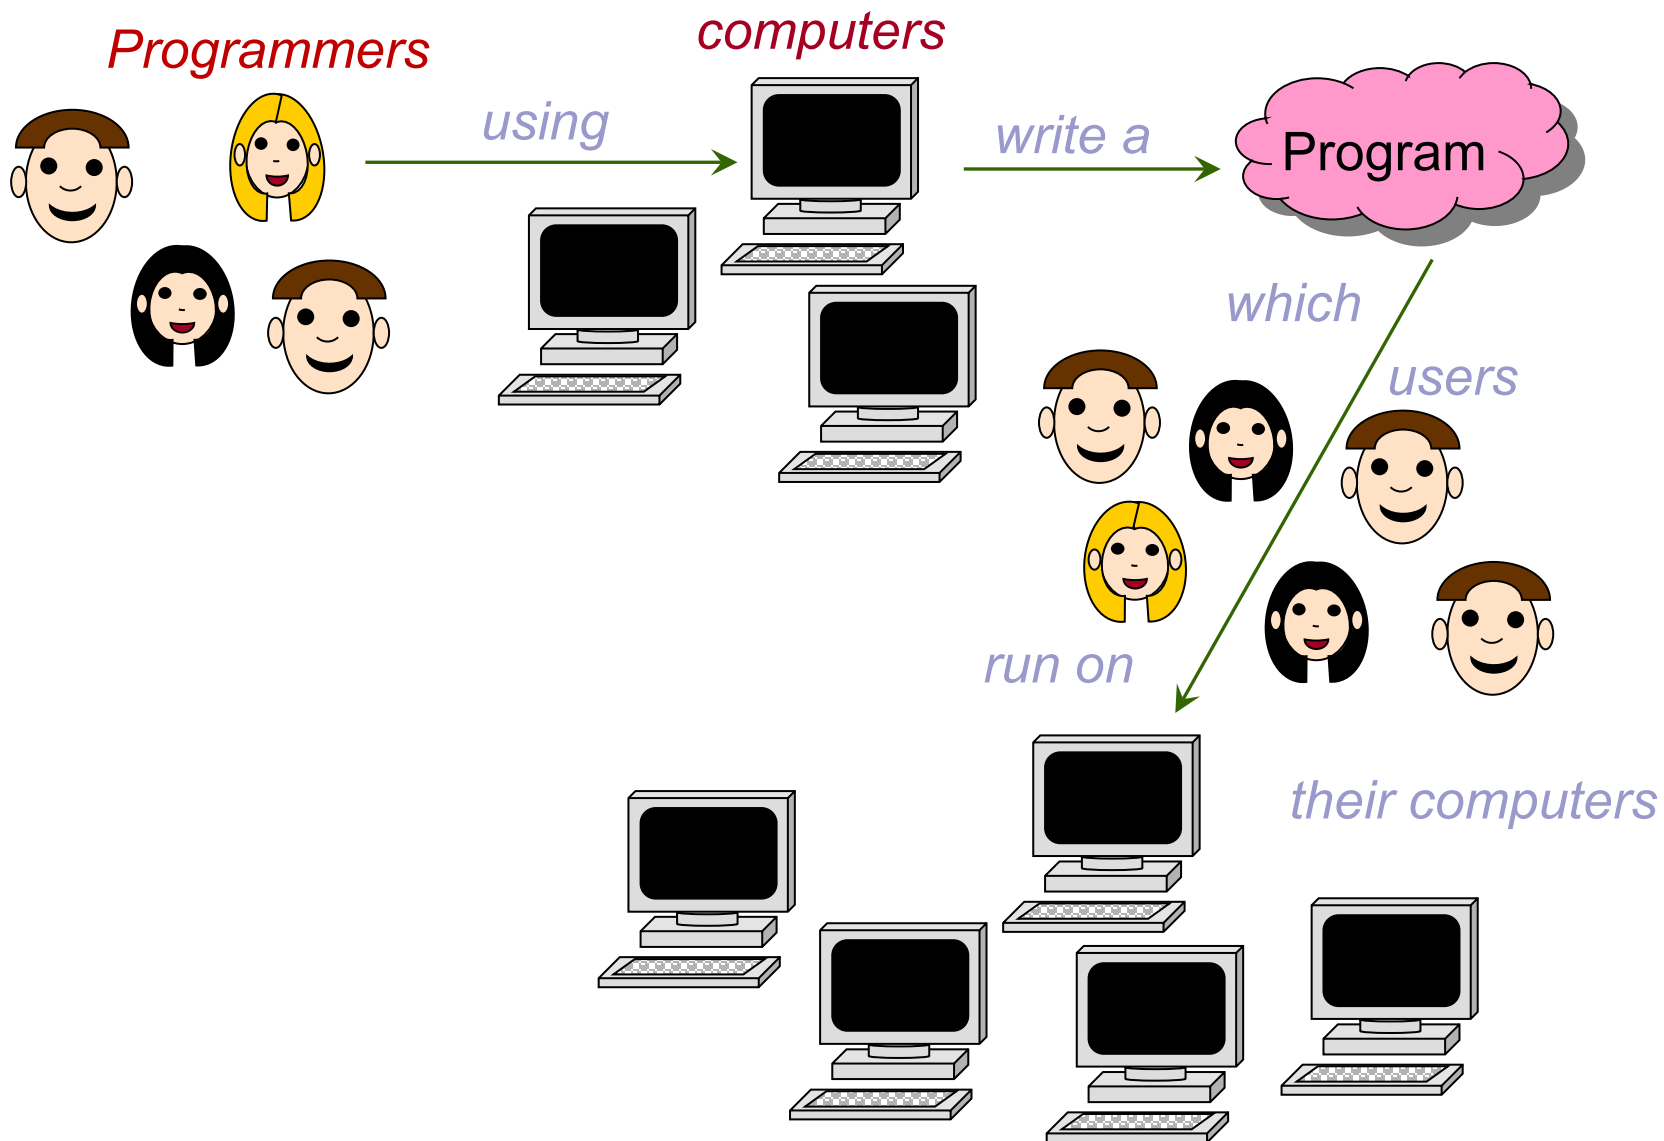 Programmers
using
computers
write a
Program
which
users
run on
their computers